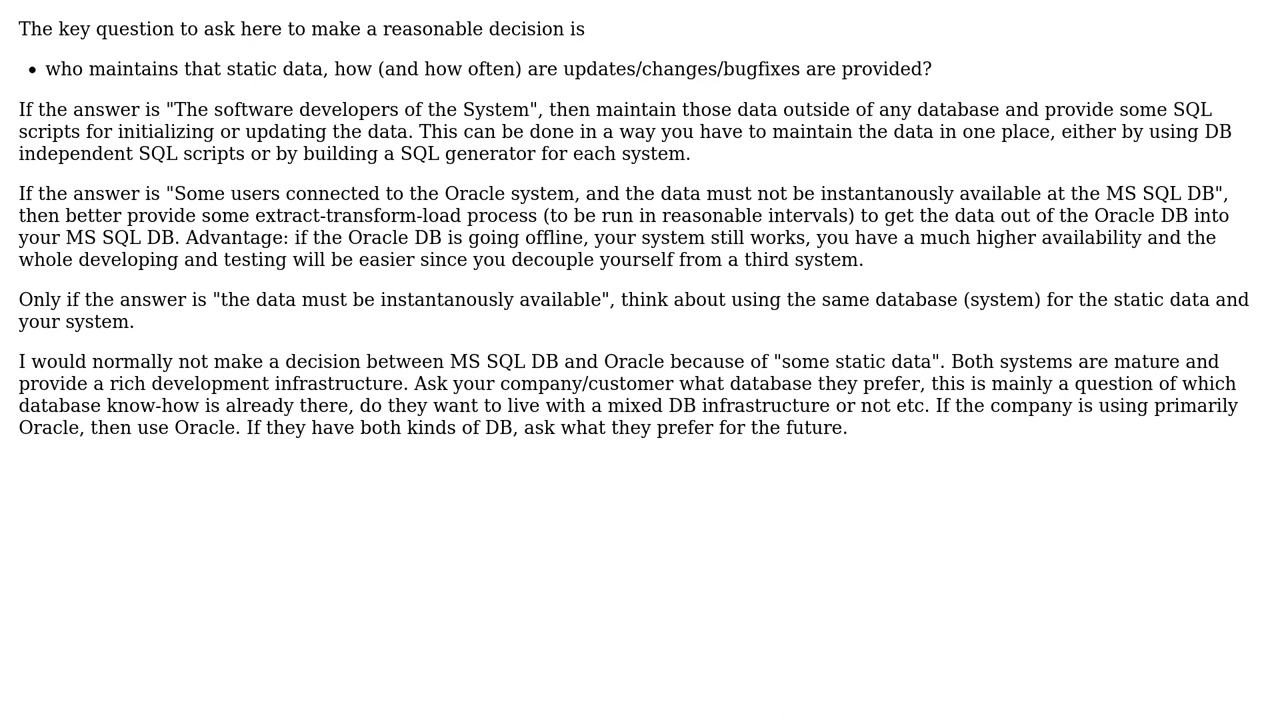 The key question to ask here to make a reasonable decision is
• who maintains that static data, how (and how often) are updates/changes/bugfixes are provided?
If the answer is "The software developers of the System", then maintain those data outside of any database and provide some SQL
scripts for initializing or updating the data. This can be done in a way you have to maintain the data in one place, either by using DB
independent SQL scripts or by building a SQL generator for each system.
If the answer is "Some users connected to the Oracle system, and the data must not be instantanously available at the MS SQL DB",
then better provide some extract-transform-load process (to be run in reasonable intervals) to get the data out of the Oracle DB into
your MS SQL DB. Advantage: if the Oracle DB is going offline, your system still works, you have a much higher availability and the
whole developing and testing will be easier since you decouple yourself from a third system.
Only if the answer is "the data must be instantanously available", think about using the same database (system) for the static data and
your system.
I would normally not make a decision between MS SQL DB and Oracle because of "some static data". Both systems are mature and
provide a rich development infrastructure. Ask your company/customer what database they prefer, this is mainly a question of which
database know-how is already there, do they want to live with a mixed DB infrastructure or not etc. If the company is using primarily
Oracle, then use Oracle. If they have both kinds of DB, ask what they prefer for the future.